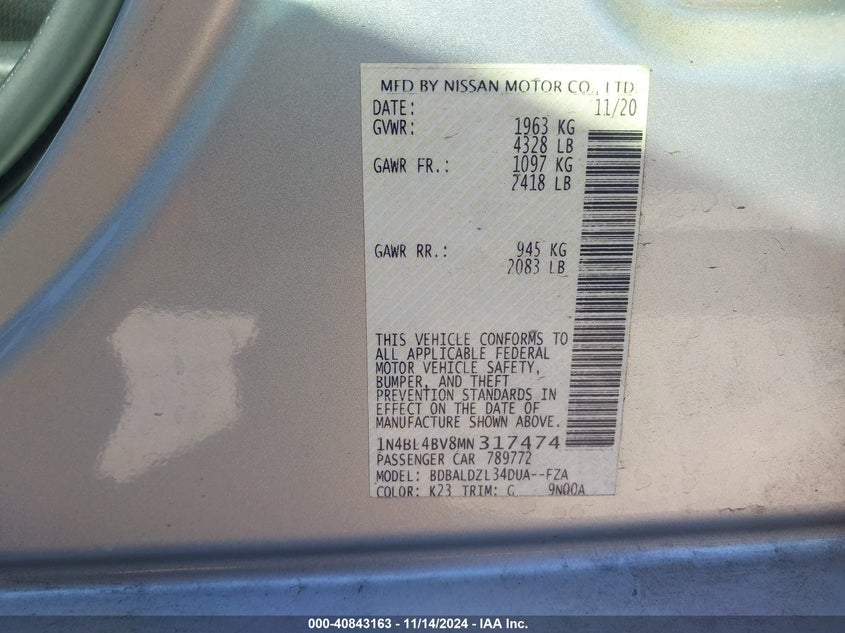 MFD BY NISSAN MOTOR CO., LTD.
DATE: 11/20
GVWR: 1963 KG
4328 LB
GAWR FR.: 1097 KG
2418 LB
GAWR RR.: 945 KG
2083 LB
THIS VEHICLE CONFORMS TO
ALL APPLICABLE FEDERAL
MOTOR VEHICLE SAFETY,
BUMPER, AND THEFT
PREVENTION STANDARDS IN
EFFECT ON THE DATE OF
MANUFACTURE SHOWN ABOVE.
1N4BL4BV8MN317474
PASSENGER CAR 789772
MODEL: BDBALDZL34DUA--FZA
COLOR: K23 TRIM: G 9N00A
000-40843163 - 11/14/2024 - IAA Inc.